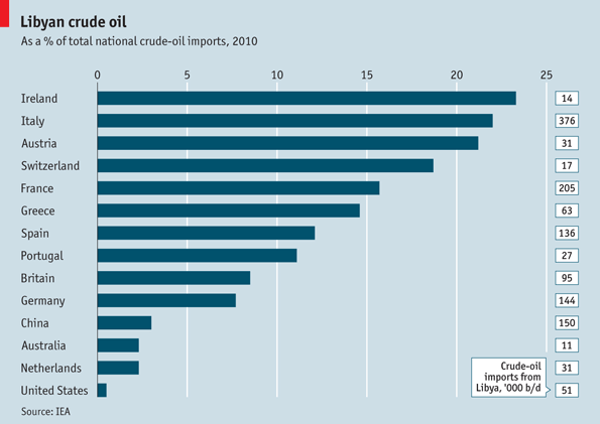 Libyan crude oil
As a % of total national crude-oil imports, 2010
0 5 10 15 20 25
Ireland 14
Italy 376
Austria 31
Switzerland 17
France 205
Greece 63
Spain 136
Portugal 27
Britain 95
Germany 144
China 150
Australia 11
Netherlands 31
Crude-oil
imports from
Libya, '000 b/d
United States 51
Source: IEA